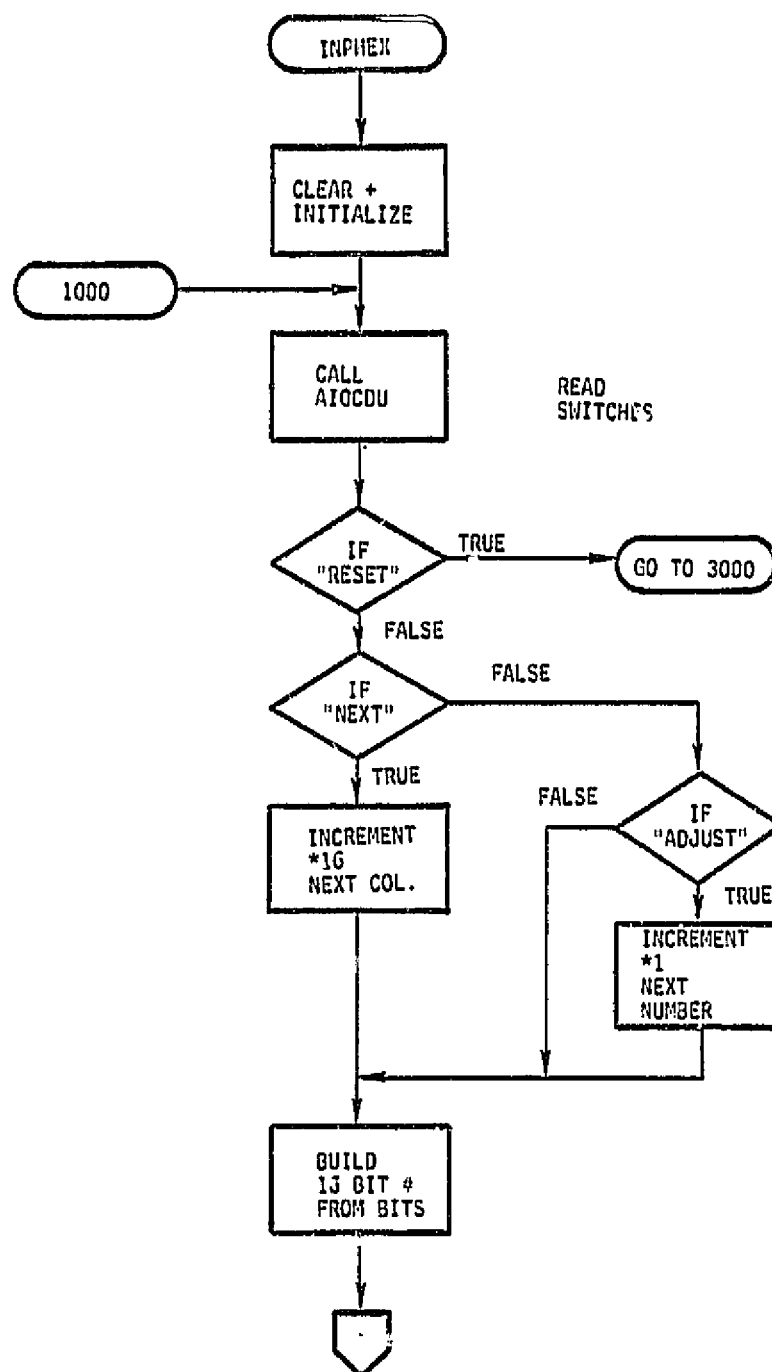 INPHEX
CLEAR +
INITIALIZE
1000
CALL
AIOCDU
READ
SWITCHES
IF
"RESET"
TRUE
GO TO 3000
FALSE
IF
"NEXT"
FALSE
TRUE
FALSE
IF
"ADJUST"
INCREMENT
*16
NEXT COL.
TRUE
INCREMENT
*1
NEXT
NUMBER
BUILD
BIT #
FROM BITS